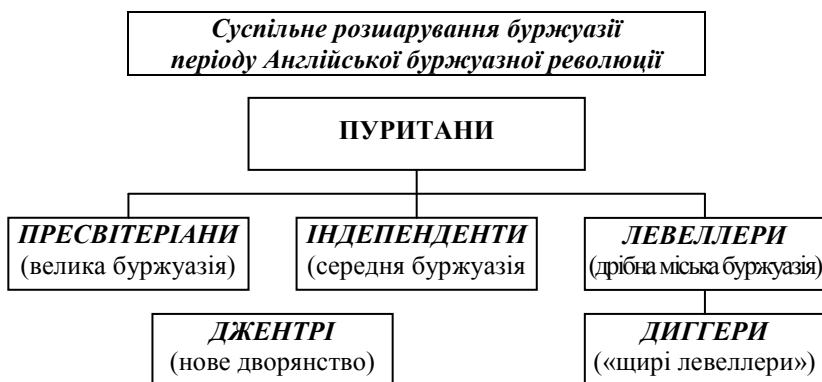 Суспільне розшарування буржуазії
періоду Англійської буржуазної революції
ПУРИТАНИ
ПРЕСВІТЕРІАНИ
(велика буржуазія)
ІНДЕПЕНДЕНТИ
(середня буржуазія
ЛЕВЕЛЛЕРИ
(дрібна міська буржуазія)
ДЖЕНТРІ
(нове дворянство)
ДИГГЕРИ
(«щирі левеллери»)